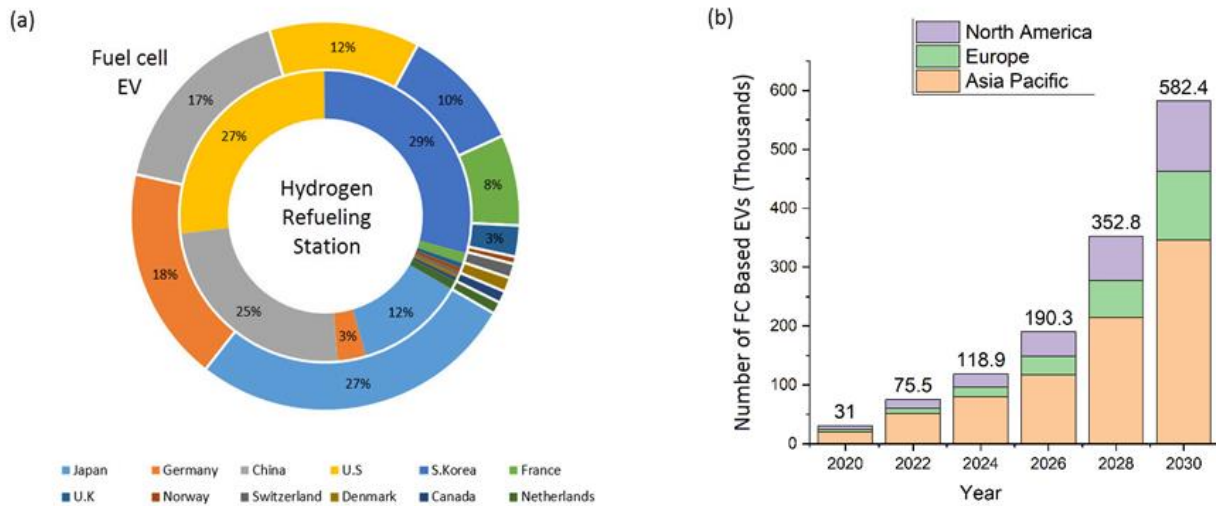 (a)
Fuel cell
EV
12%
10%
8%
3%
27%
18%
17%
27%
29%
12%
3%
25%
Hydrogen
Refueling
Station
Japan Germany China U.S S.Korea France
U.K Norway Switzerland Denmark Canada Netherlands
(b)
North America
Europe
Asia Pacific
Number of FC Based EVs (Thousands)
600
500
400
300
200
100
0
31
75.5
118.9
190.3
352.8
582.4
2020 2022 2024 2026 2028 2030
Year